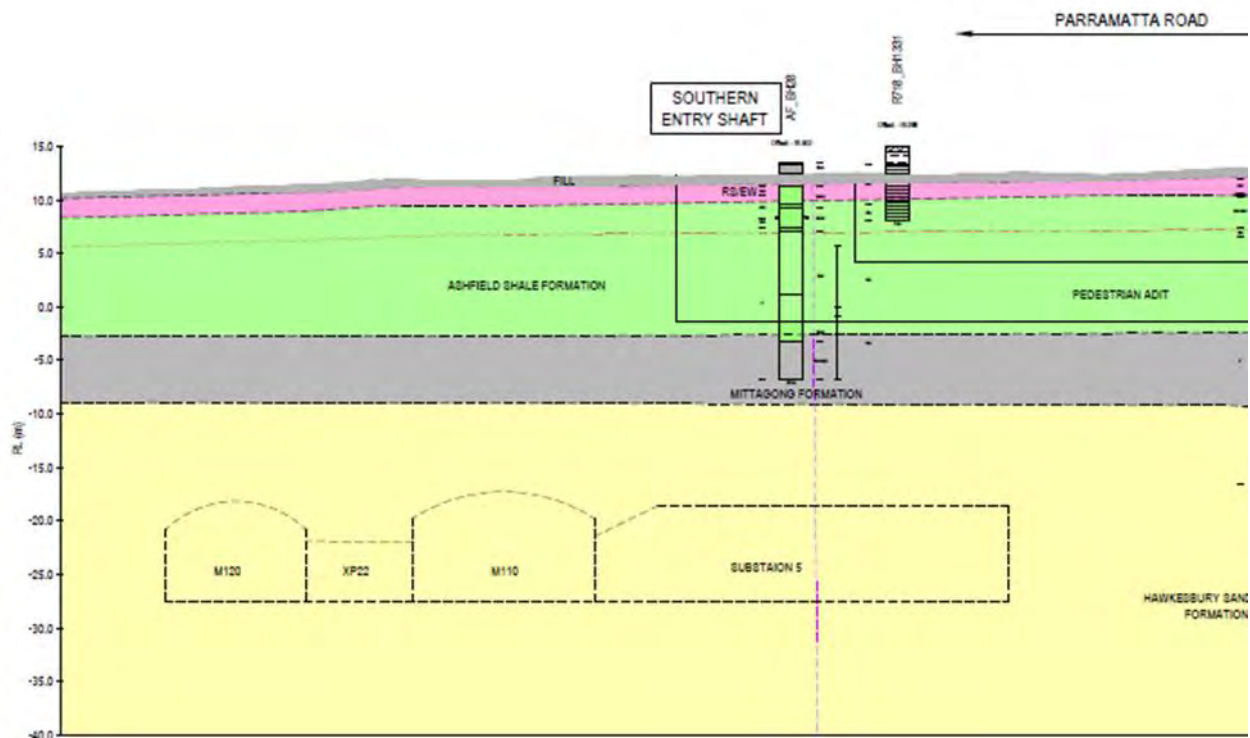 PARRAMATTA ROAD
SOUTHERN
ENTRY SHAFT
AF_BH28
R718_BH1331
15.0
FILL
RS/EW
10.0
5.0
ASHFIELD SHALE FORMATION
PEDESTRIAN ADIT
0.0
-5.0
MITTAGONG FORMATION
-10.0
RL (m)
-15.0
-20.0
M120
XP22
M110
SUBSTAION 5
-25.0
HAWKESBURY SAND
FORMATION
-30.0
-35.0
-40.0